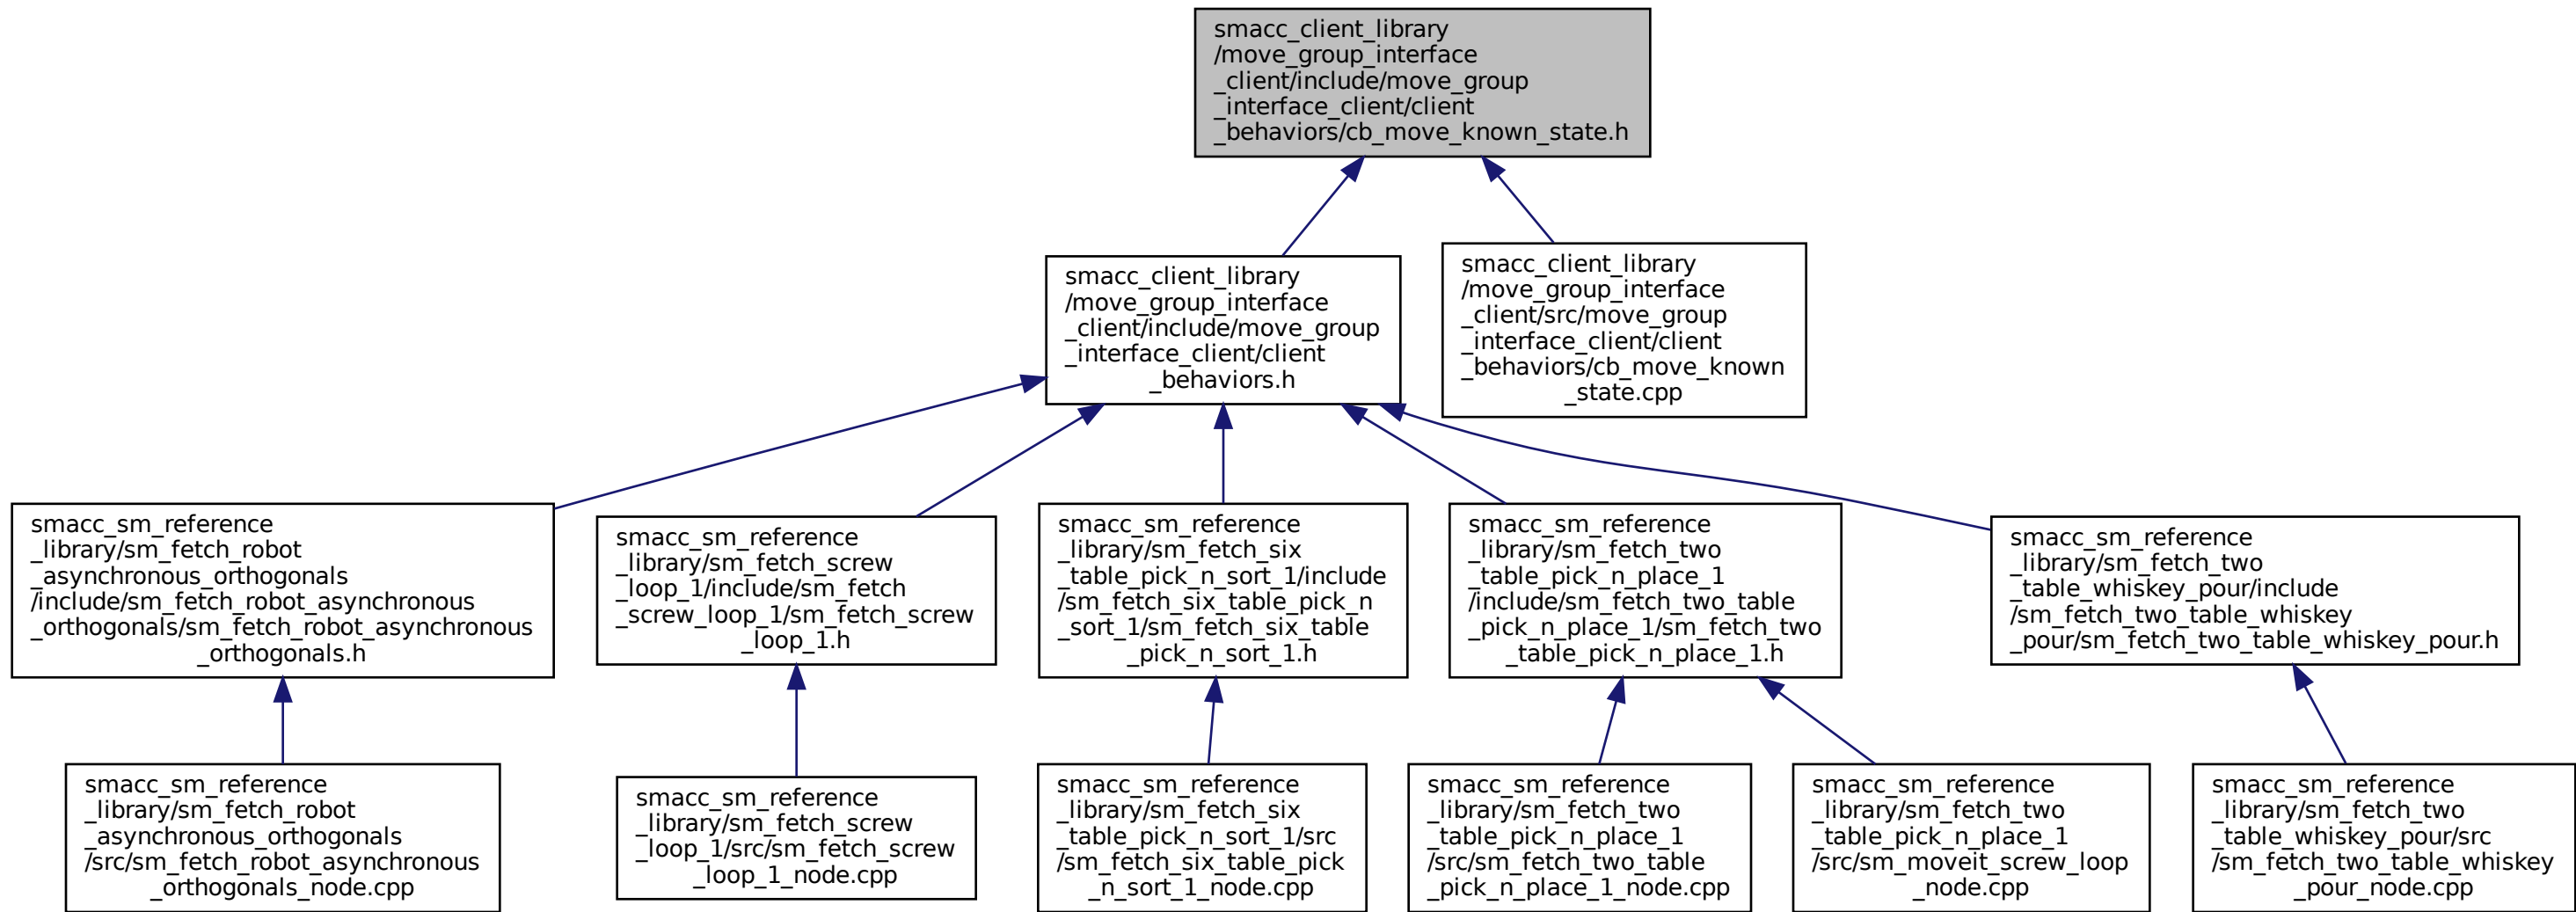 smacc_client_library
/move_group_interface
_client/include/move_group
_interface_client/client
_behaviors/cb_move_known_state.h
smacc_client_library
/move_group_interface
_client/include/move_group
_interface_client/client
_behaviors.h
smacc_client_library
/move_group_interface
_client/src/move_group
_interface_client/client
_behaviors/cb_move_known
_state.cpp
smacc_sm_reference
_library/sm_fetch_robot
_asynchronous_orthogonals
/include/sm_fetch_robot_asynchronous
_orthogonals/sm_fetch_robot_asynchronous
_orthogonals.h
smacc_sm_reference
_library/sm_fetch_screw
_loop_1/include/sm_fetch
_screw_loop_1/sm_fetch_screw
_loop_1.h
smacc_sm_reference
_library/sm_fetch_six
_table_pick_n_sort_1/include
/sm_fetch_six_table_pick_n
_sort_1/sm_fetch_six_table
_pick_n_sort_1.h
smacc_sm_reference
_library/sm_fetch_two
_table_pick_n_place_1
/include/sm_fetch_two_table
_pick_n_place_1/sm_fetch_two
_table_pick_n_place_1.h
smacc_sm_reference
_library/sm_fetch_two
_table_whiskey_pour/include
/sm_fetch_two_table_whiskey
_pour/sm_fetch_two_table_whiskey_pour.h
smacc_sm_reference
_library/sm_fetch_robot
_asynchronous_orthogonals
/src/sm_fetch_robot_asynchronous
_orthogonals_node.cpp
smacc_sm_reference
_library/sm_fetch_screw
_loop_1/src/sm_fetch_screw
_loop_1_node.cpp
smacc_sm_reference
_library/sm_fetch_six
_table_pick_n_sort_1/src
/sm_fetch_six_table_pick
_n_sort_1_node.cpp
smacc_sm_reference
_library/sm_fetch_two
_table_pick_n_place_1
/src/sm_fetch_two_table
_pick_n_place_1_node.cpp
smacc_sm_reference
_library/sm_fetch_two
_table_pick_n_place_1
/src/sm_moveit_screw_loop
_node.cpp
smacc_sm_reference
_library/sm_fetch_two
_table_whiskey_pour/src
/sm_fetch_two_table_whiskey
_pour_node.cpp